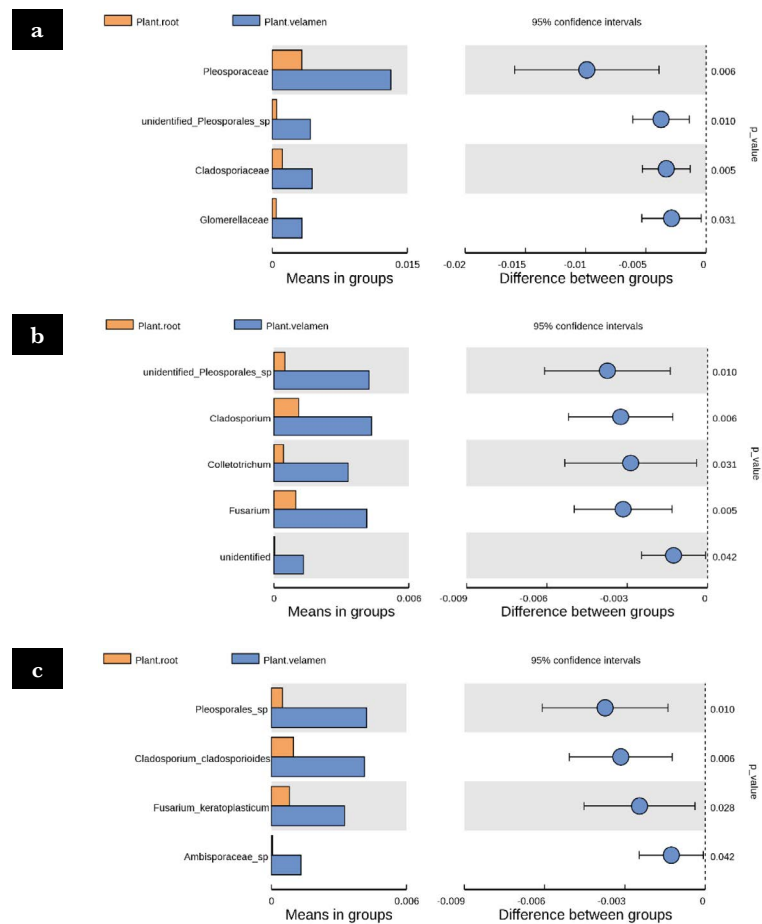 a
Plant.root Plant.velamen 95% confidence intervals
Pleosporaceae 0.006
unidentified_Pleosporales_sp 0.010
Cladosporiaceae 0.005
Glomerellaceae 0.031
p_value
0 0.015 -0.02 -0.015 -0.01 -0.005 0
Means in groups Difference between groups
b
Plant.root Plant.velamen 95% confidence intervals
unidentified_Pleosporales_sp 0.010
Cladosporium 0.006
Colletotrichum 0.031
Fusarium 0.005
unidentified 0.042
p_value
0 0.006 -0.009 -0.006 -0.003 0
Means in groups Difference between groups
c
Plant.root Plant.velamen 95% confidence intervals
Pleosporales_sp 0.010
Cladosporium_cladosporioides 0.006
Fusarium_keratoplasticum 0.028
Ambisporaceae_sp 0.042
p_value
0 0.006 -0.009 -0.006 -0.003 0
Means in groups Difference between groups